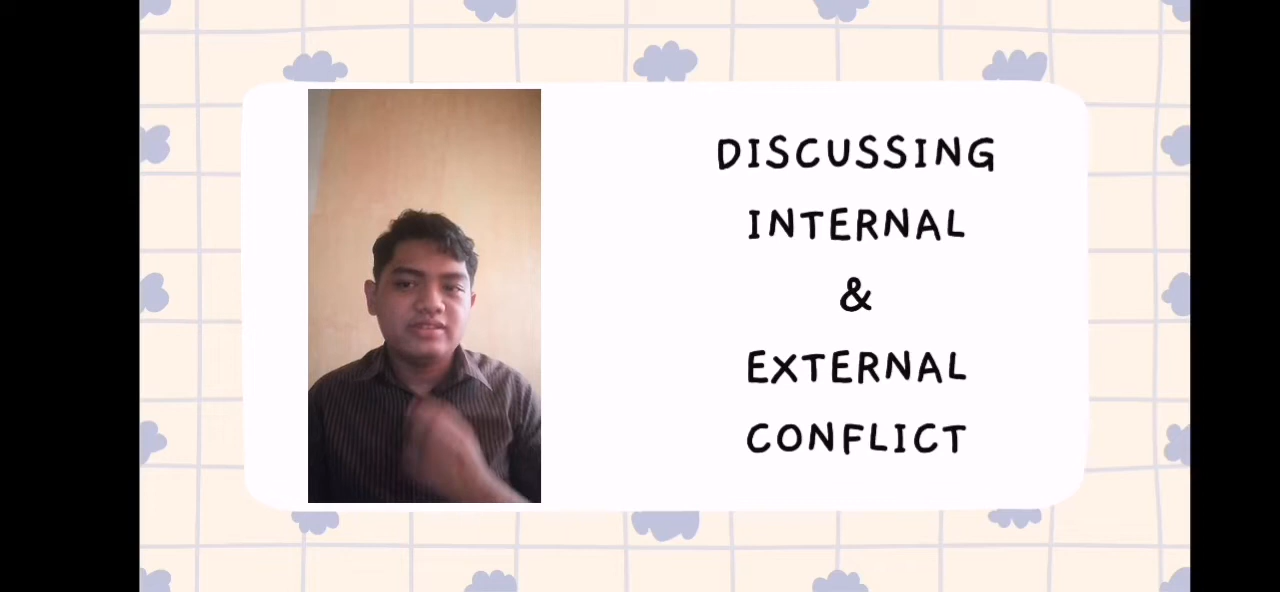 DISCUSSING
INTERNAL
&
EXTERNAL
CONFLICT